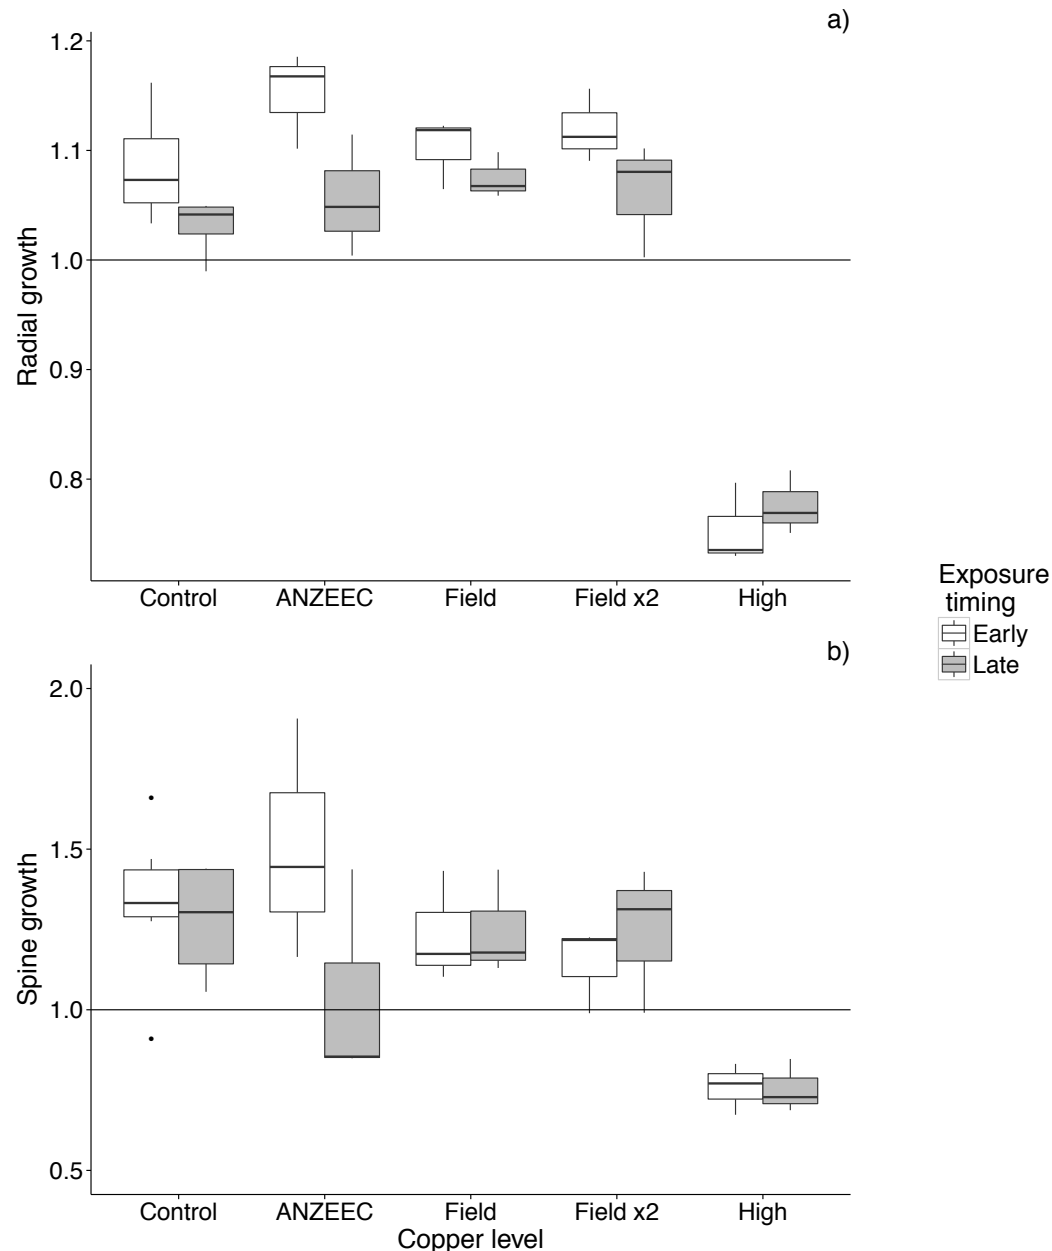 a)
1.2
1.1
1.0
0.9
0.8
Radial growth
Control ANZEEC Field Field x2 High
Exposure
timing
Early
Late
b)
2.0
1.5
1.0
0.5
Spine growth
Control ANZEEC Field Field x2 High
Copper level